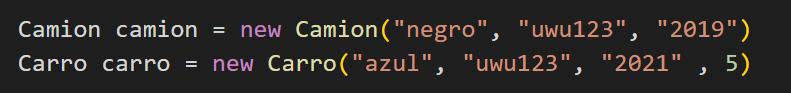 Camion camion = new Camion("negro", "uwu123", "2019")
Carro carro = new Carro("azul", "uwu123", "2021" , 5)